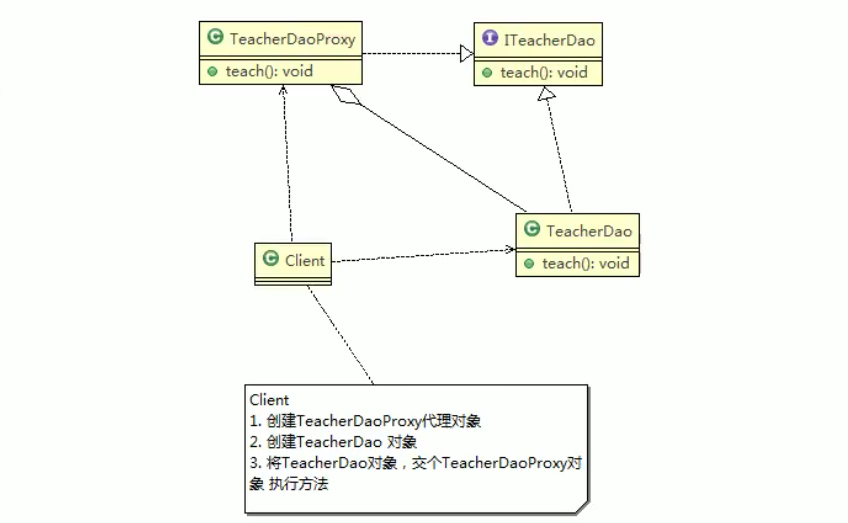 TeacherDaoProxy
teach(): void
ITeacherDao
teach(): void
TeacherDao
teach(): void
Client
Client
1. 创建TeacherDaoProxy代理对象
2. 创建TeacherDao 对象
3. 将TeacherDao对象，交个TeacherDaoProxy对
象 执行方法